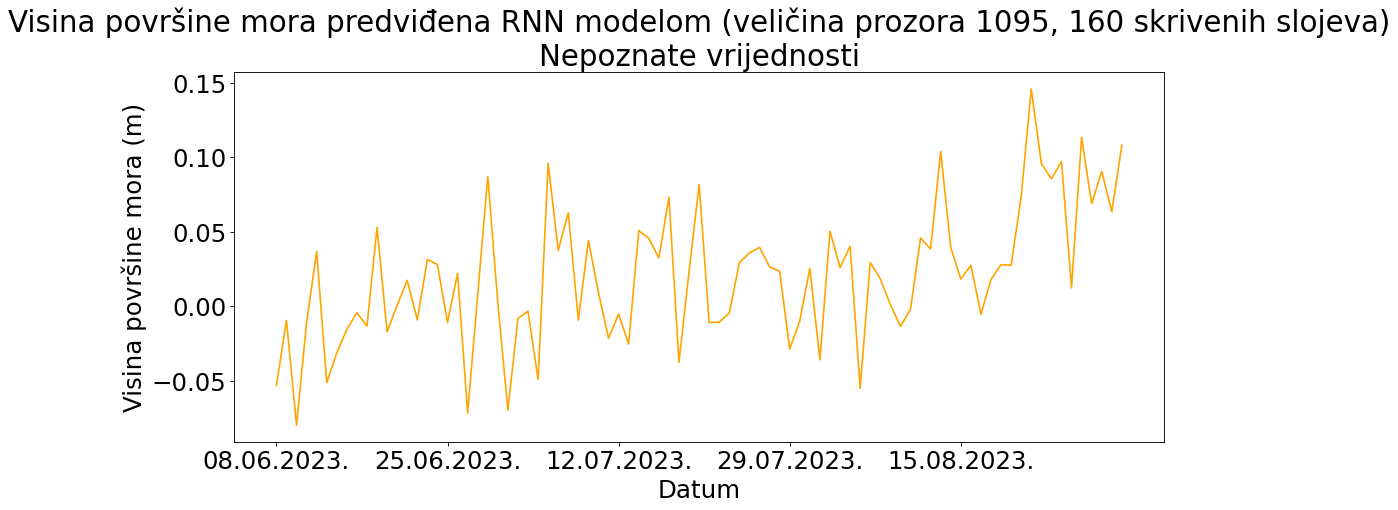 Visina površine mora predviđena RNN modelom (veličina prozora 1095, 160 skrivenih slojeva)
Nepoznate vrijednosti
Visina površine mora (m)
0.15
0.10
0.05
0.00
−0.05
08.06.2023. 25.06.2023. 12.07.2023. 29.07.2023. 15.08.2023.
Datum